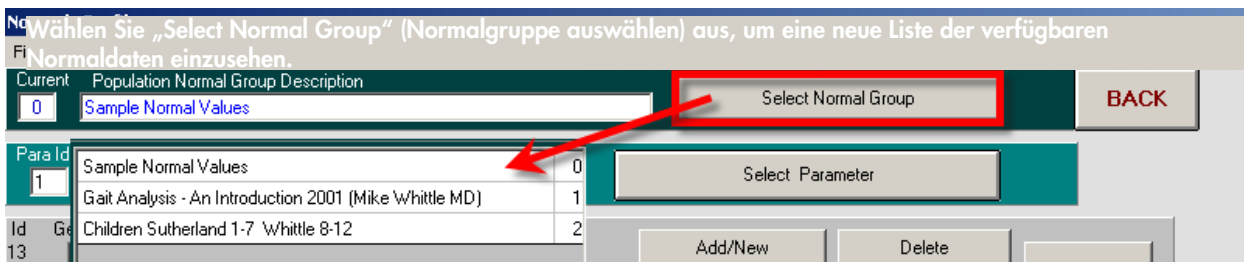 Wählen Sie „Select Normal Group“ (Normalgruppe auswählen) aus, um eine neue Liste der verfügbaren
Normaldaten einzusehen.
Current Population Normal Group Description
0 Sample Normal Values Select Normal Group BACK
Para Id
1 Select Parameter
Sample Normal Values 0
Gait Analysis - An Introduction 2001 (Mike Whittle MD) 1
Children Sutherland 1-7 Whittle 8-12 2
Id
13 Add/New Delete